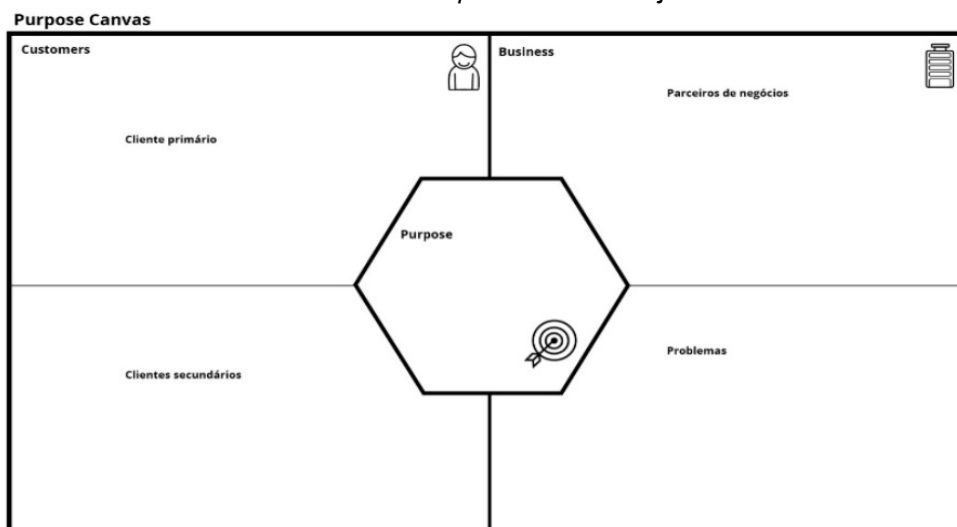 Purpose Canvas
Customers
Business
Parceiros de negócios
Cliente primário
Purpose
Problemas
Clientes secundários